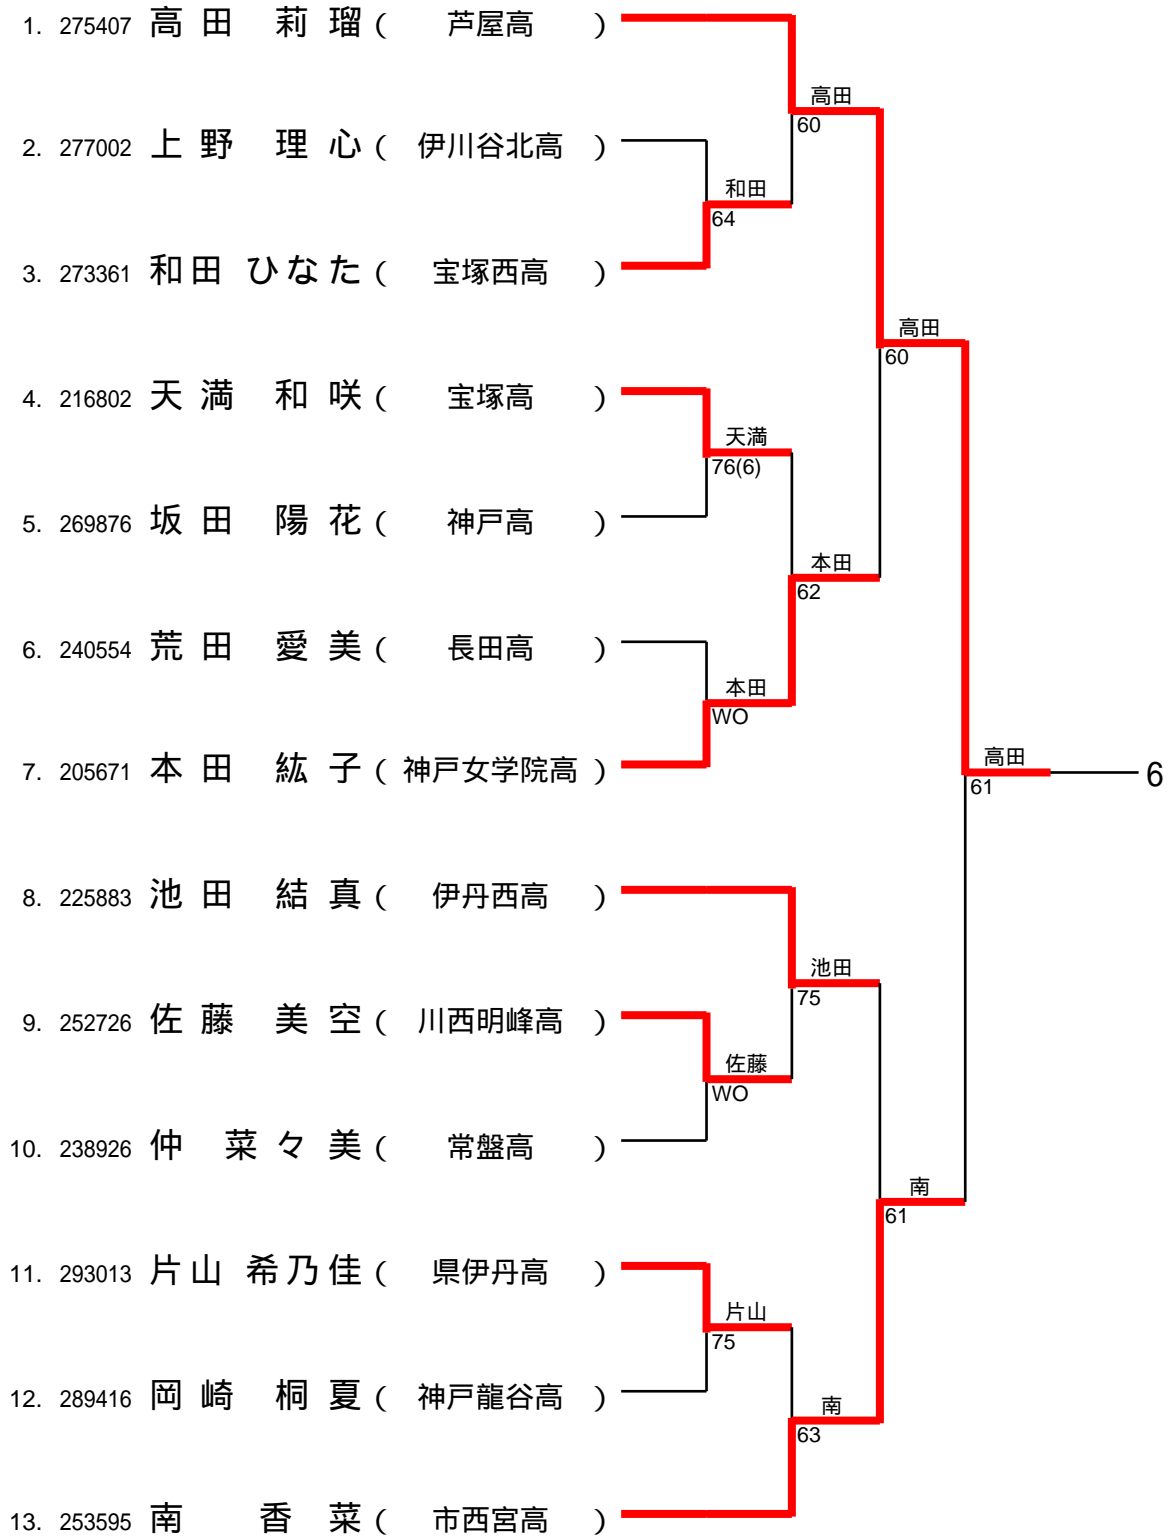 1. 275407 高田 莉瑠 ( 芦屋高 )
高田
60
2. 277002 上野 理心 ( 伊川谷北高 )
和田
64
3. 273361 和田 ひなた ( 宝塚西高 )
高田
60
4. 216802 天満 和咲 ( 宝塚高 )
天満
76(6)
5. 269876 坂田 陽花 ( 神戸高 )
本田
62
6. 240554 荒田 愛美 ( 長田高 )
本田
WO
7. 205671 本田 紘子 ( 神戸女学院高 )
高田
61
6
8. 225883 池田 結真 ( 伊丹西高 )
池田
75
9. 252726 佐藤 美空 ( 川西明峰高 )
佐藤
WO
10. 238926 仲 菜々美 ( 常盤高 )
南
61
11. 293013 片山 希乃佳 ( 県伊丹高 )
片山
75
12. 289416 岡崎 桐夏 ( 神戸龍谷高 )
南
63
13. 253595 南 香菜 ( 市西宮高 )